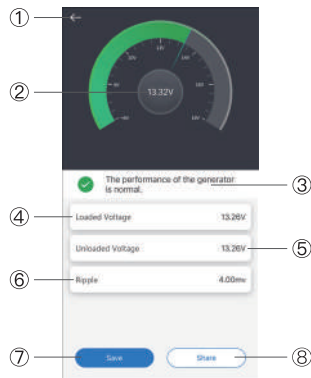 ①
②
13.32V
The performance of the generator
is normal.
③
④
Loaded Voltage
13.26V
Unloaded Voltage
13.26V
⑤
⑥
Ripple
4.00mv
⑦
Save
Share
⑧